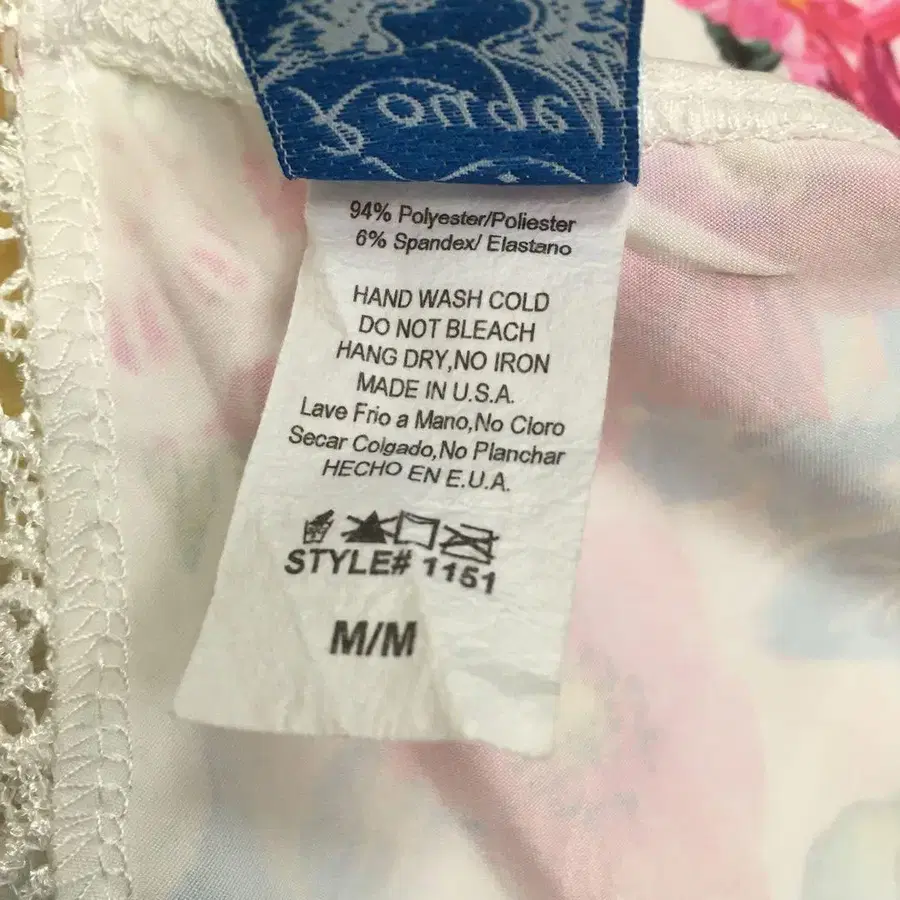 94% Polyester/Poliester
6% Spandex/ Elastano
HAND WASH COLD
DO NOT BLEACH
HANG DRY,NO IRON
MADE IN U.S.A.
Lave Frio a Mano,No Cloro
Secar Colgado,No Planchar
HECHO EN E.U.A.
STYLE# 1151
M/M